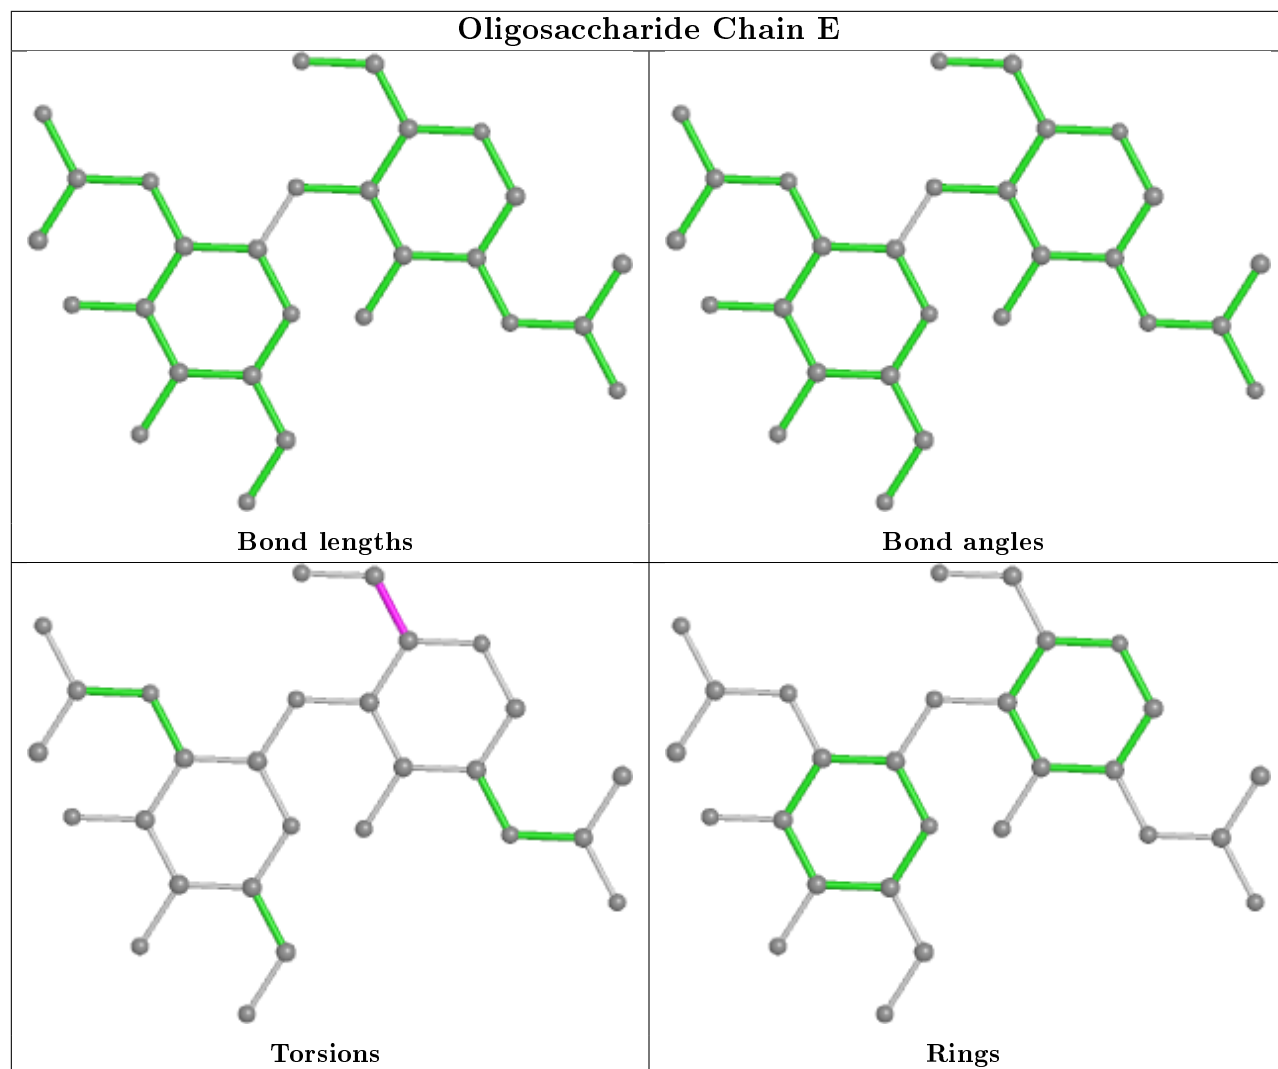 Oligosaccharide Chain E
Bond lengths
Bond angles
Torsions
Rings